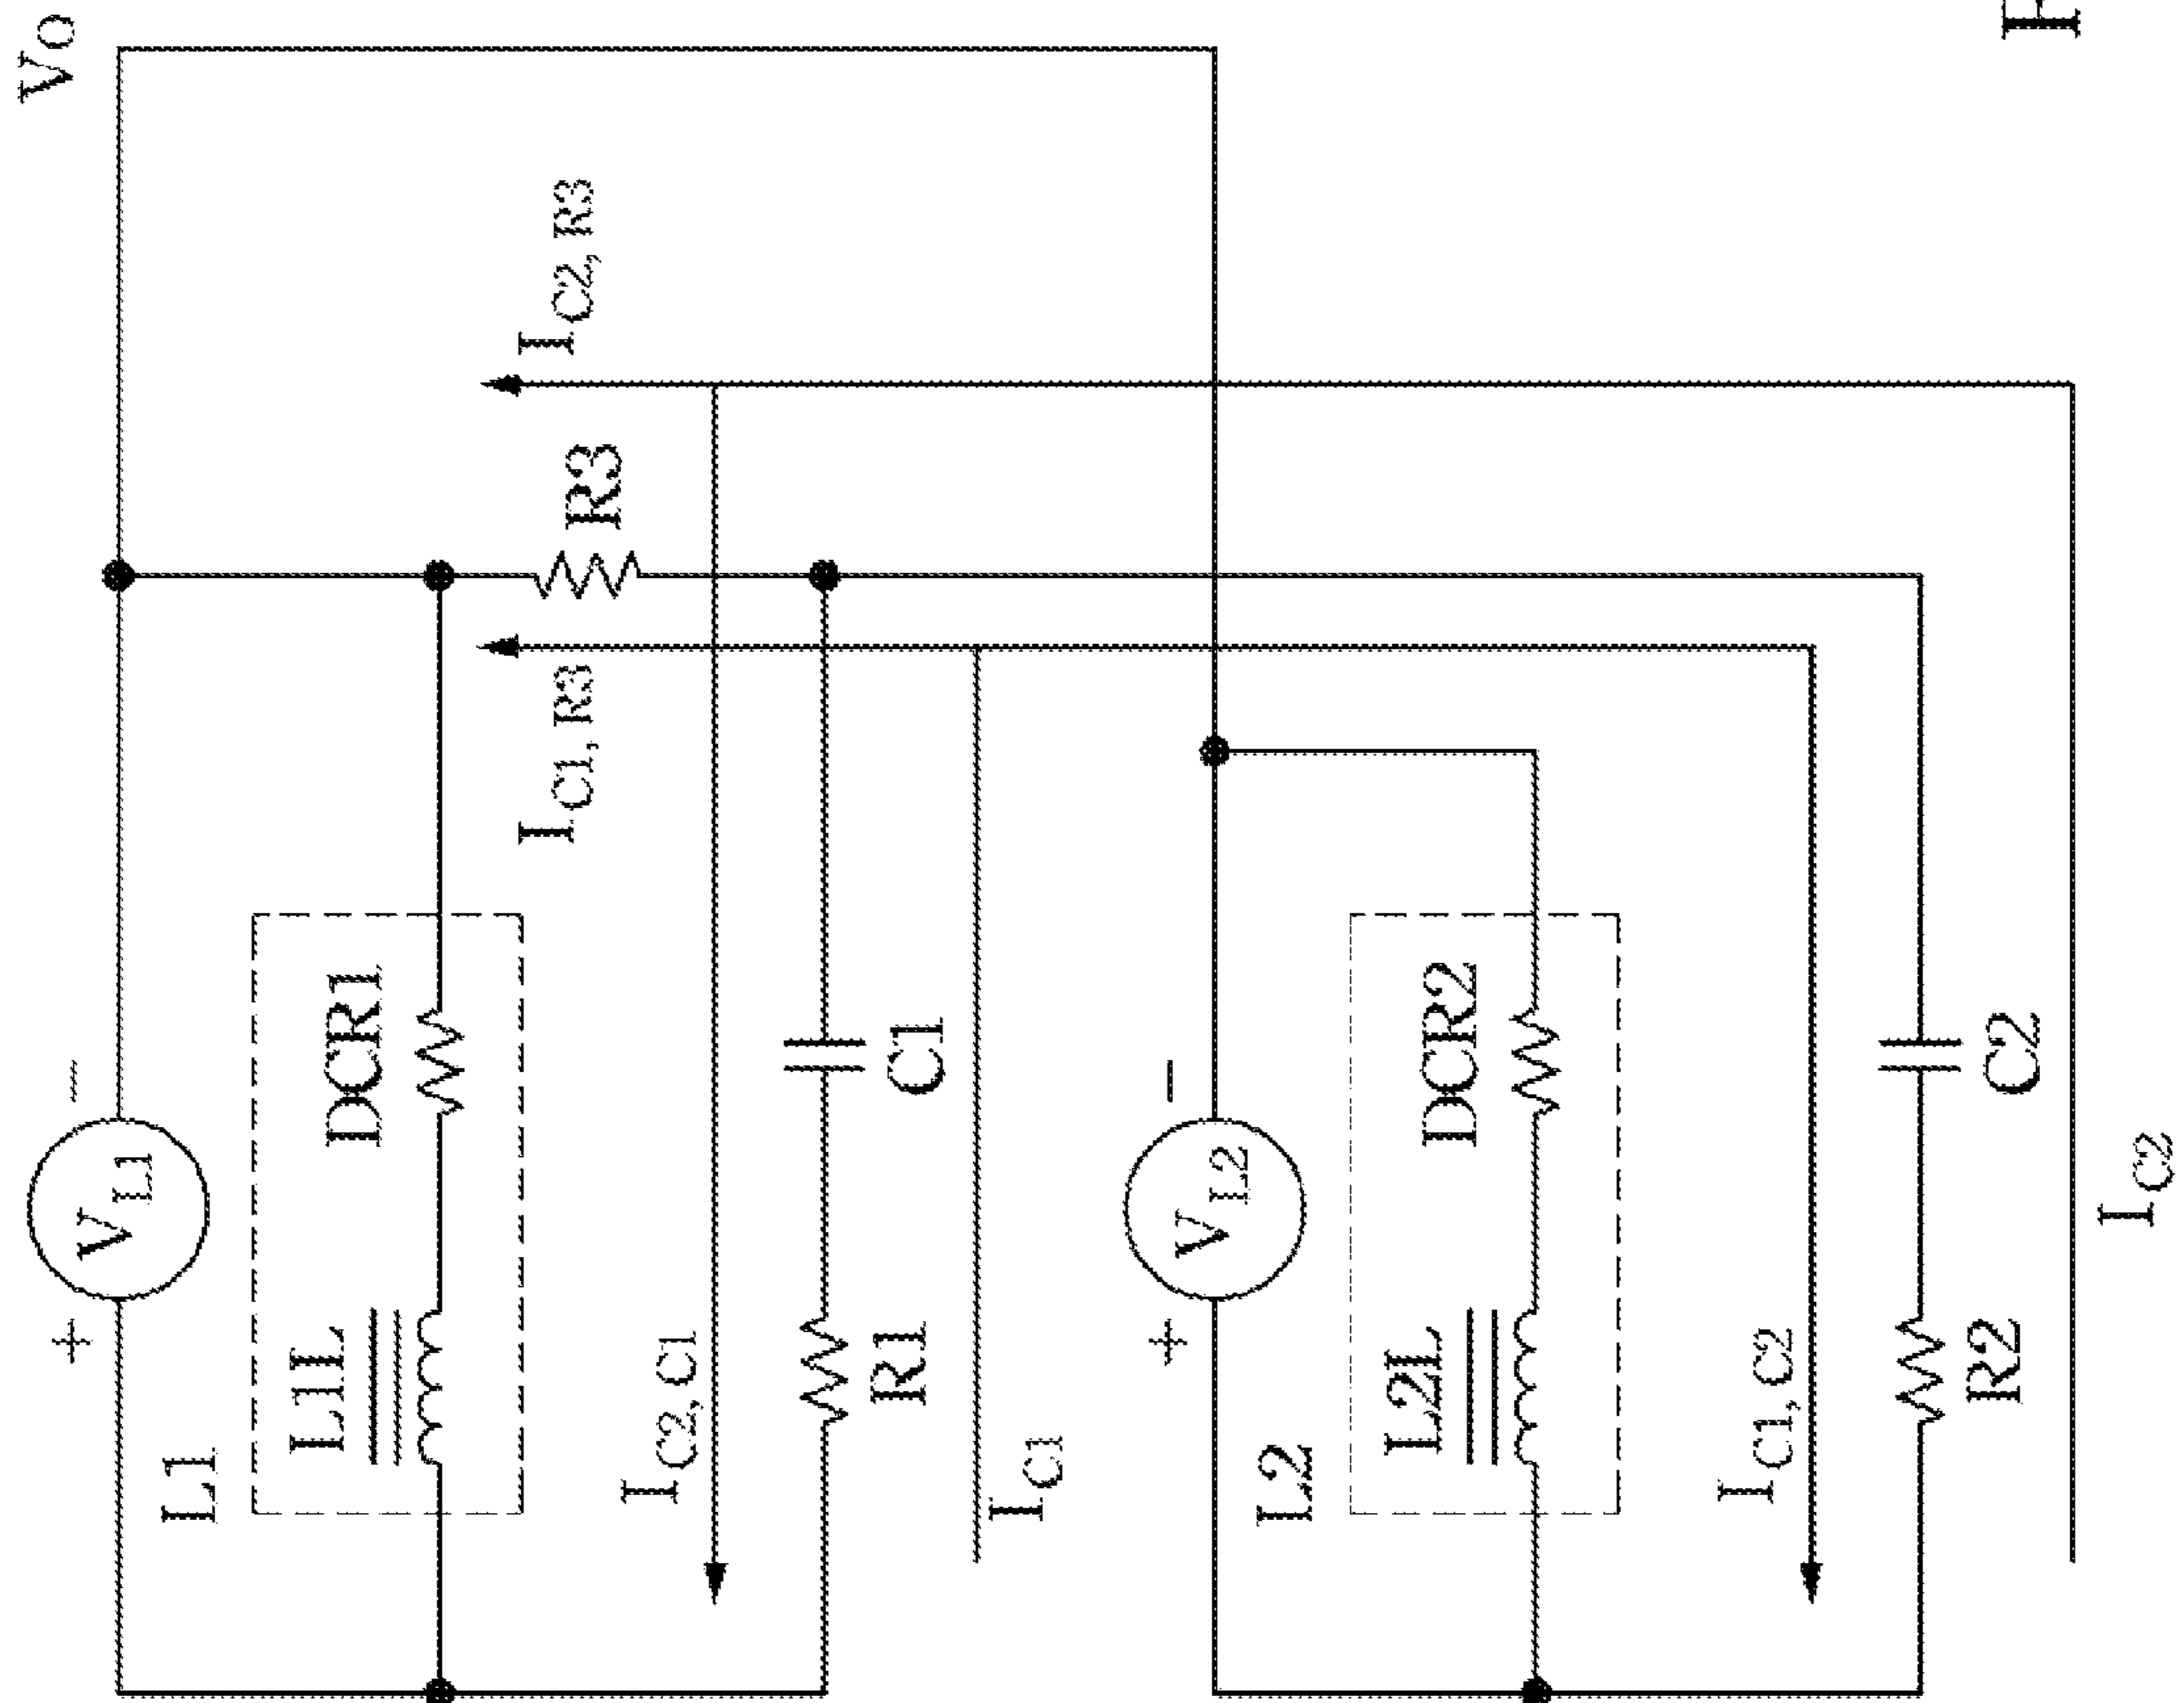 VO
VL1
+
−
L1
L1L
DCR1
R3
IC2, R3
IC1, R3
IC2, C1
R1
C1
IC1
VL2
+
−
L2
L2L
DCR2
IC1, C2
R2
C2
IC2